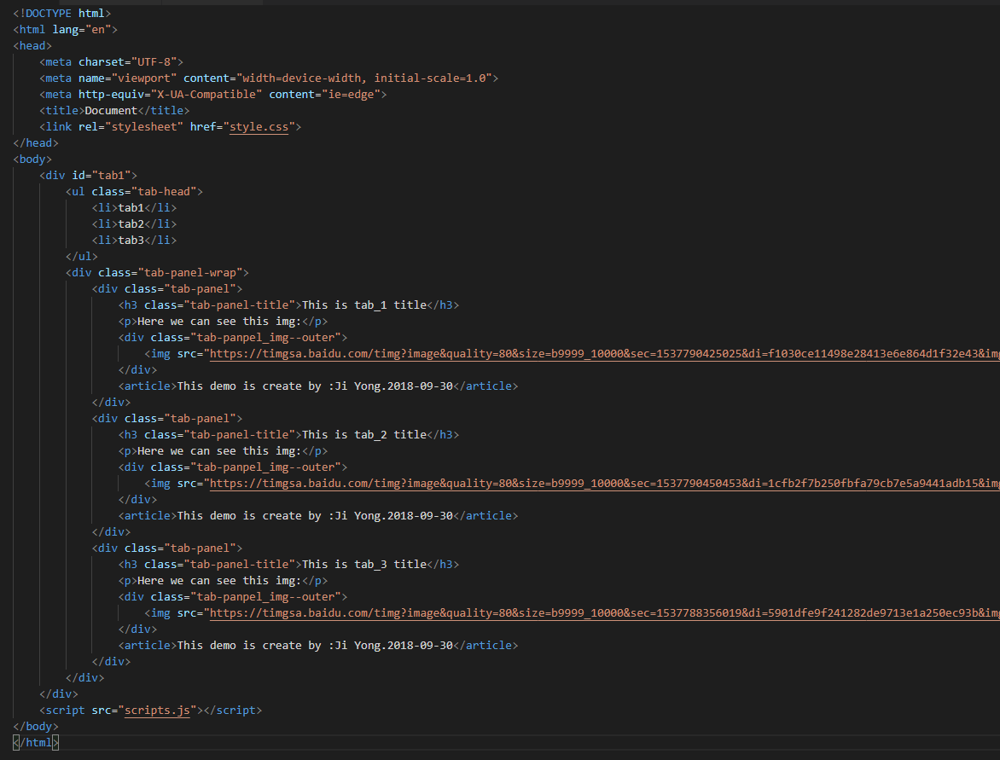 <!DOCTYPE html>
<html lang="en">
<head>
    <meta charset="UTF-8">
    <meta name="viewport" content="width=device-width, initial-scale=1.0">
    <meta http-equiv="X-UA-Compatible" content="ie=edge">
    <title>Document</title>
    <link rel="stylesheet" href="style.css">
</head>
<body>
    <div id="tab1">
        <ul class="tab-head">
            <li>tab1</li>
            <li>tab2</li>
            <li>tab3</li>
        </ul>
        <div class="tab-panel-wrap">
            <div class="tab-panel">
                <h3 class="tab-panel-title">This is tab_1 title</h3>
                <p>Here we can see this img:</p>
                <div class="tab-panpel_img--outer">
                    <img src="https://timgsa.baidu.com/timg?image&quality=80&size=b9999_10000&sec=1537790425025&di=f1030ce11498e28413e6e864d1f32e43&img
                </div>
                <article>This demo is create by :Ji Yong.2018-09-30</article>
            </div>
            <div class="tab-panel">
                <h3 class="tab-panel-title">This is tab_2 title</h3>
                <p>Here we can see this img:</p>
                <div class="tab-panpel_img--outer">
                    <img src="https://timgsa.baidu.com/timg?image&quality=80&size=b9999_10000&sec=1537790450453&di=1cfb2f7b250fbfa79cb7e5a9441adb15&img
                </div>
                <article>This demo is create by :Ji Yong.2018-09-30</article>
            </div>
            <div class="tab-panel">
                <h3 class="tab-panel-title">This is tab_3 title</h3>
                <p>Here we can see this img:</p>
                <div class="tab-panpel_img--outer">
                    <img src="https://timgsa.baidu.com/timg?image&quality=80&size=b9999_10000&sec=1537788356019&di=5901dfe9f241282de9713e1a250ec93b&img
                </div>
                <article>This demo is create by :Ji Yong.2018-09-30</article>
            </div>
        </div>
    </div>
    <script src="scripts.js"></script>
</body>
</html>